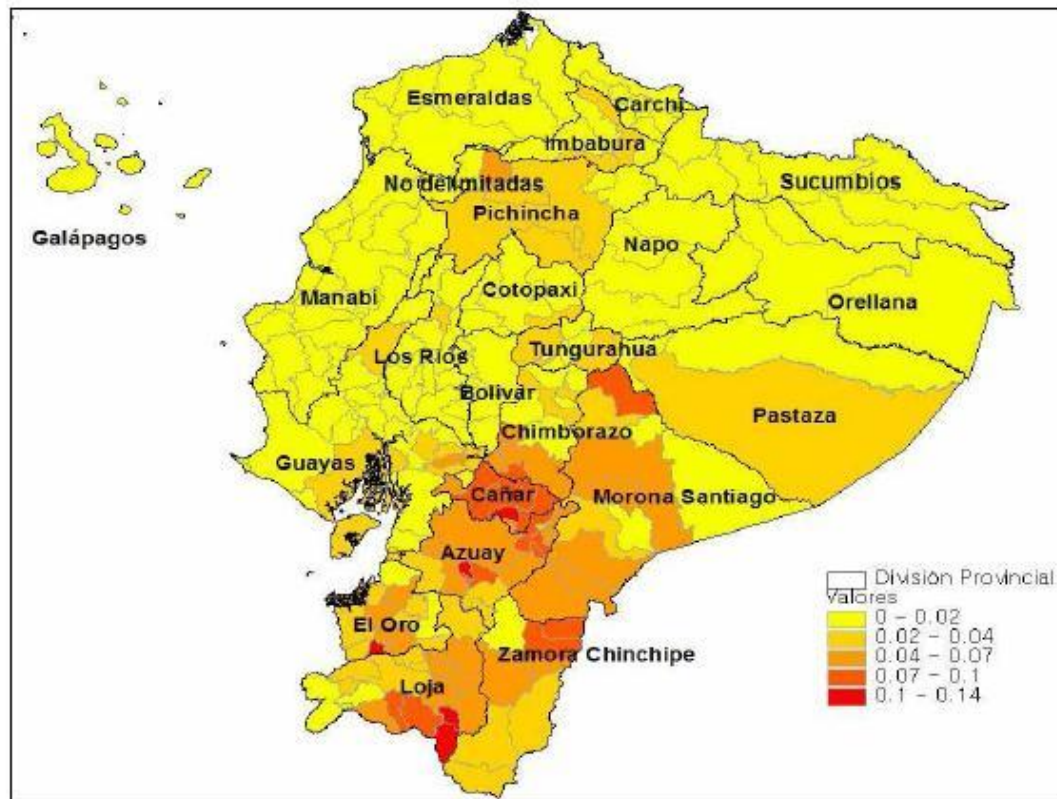 Esmeraldas
Carchi
Imbabura
No delimitadas
Sucumbios
Pichincha
Galápagos
Napo
Manabi
Cotopaxi
Orellana
Los Ríos
Tungurahua
Bolivar
Pastaza
Chimborazo
Guayas
Cañar
Morona Santiago
Azuay
El Oro
Zamora Chinchipe
Loja
División Provincial
Valores
0 - 0.02
0.02 - 0.04
0.04 - 0.07
0.07 - 0.1
0.1 - 0.14